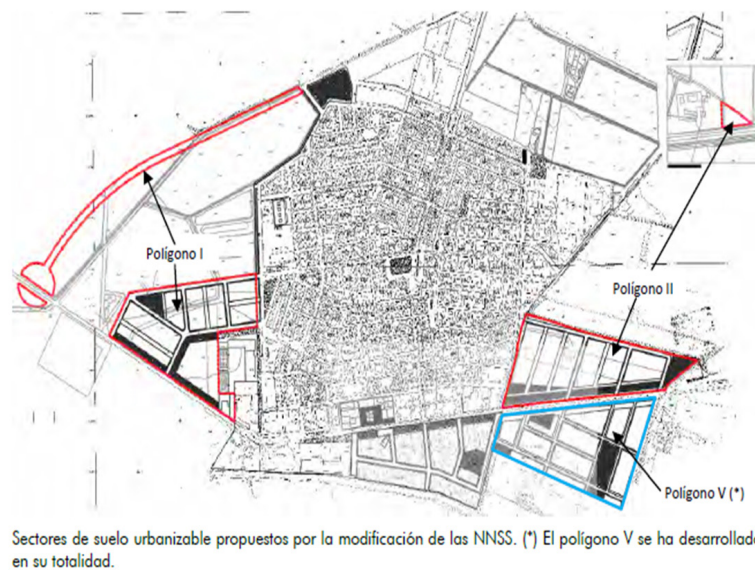 Polígono I
Polígono II
Polígono V (*)
Sectores de suelo urbanizable propuestos por la modificación de las NNSS. (*) El polígono V se ha desarrollado
en su totalidad.